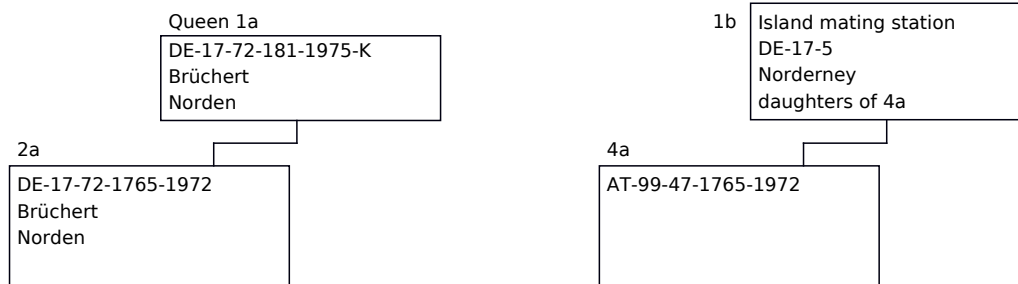 Queen 1a
DE-17-72-181-1975-K
Brüchert
Norden
1b
Island mating station
DE-17-5
Norderney
daughters of 4a
2a
DE-17-72-1765-1972
Brüchert
Norden
4a
AT-99-47-1765-1972